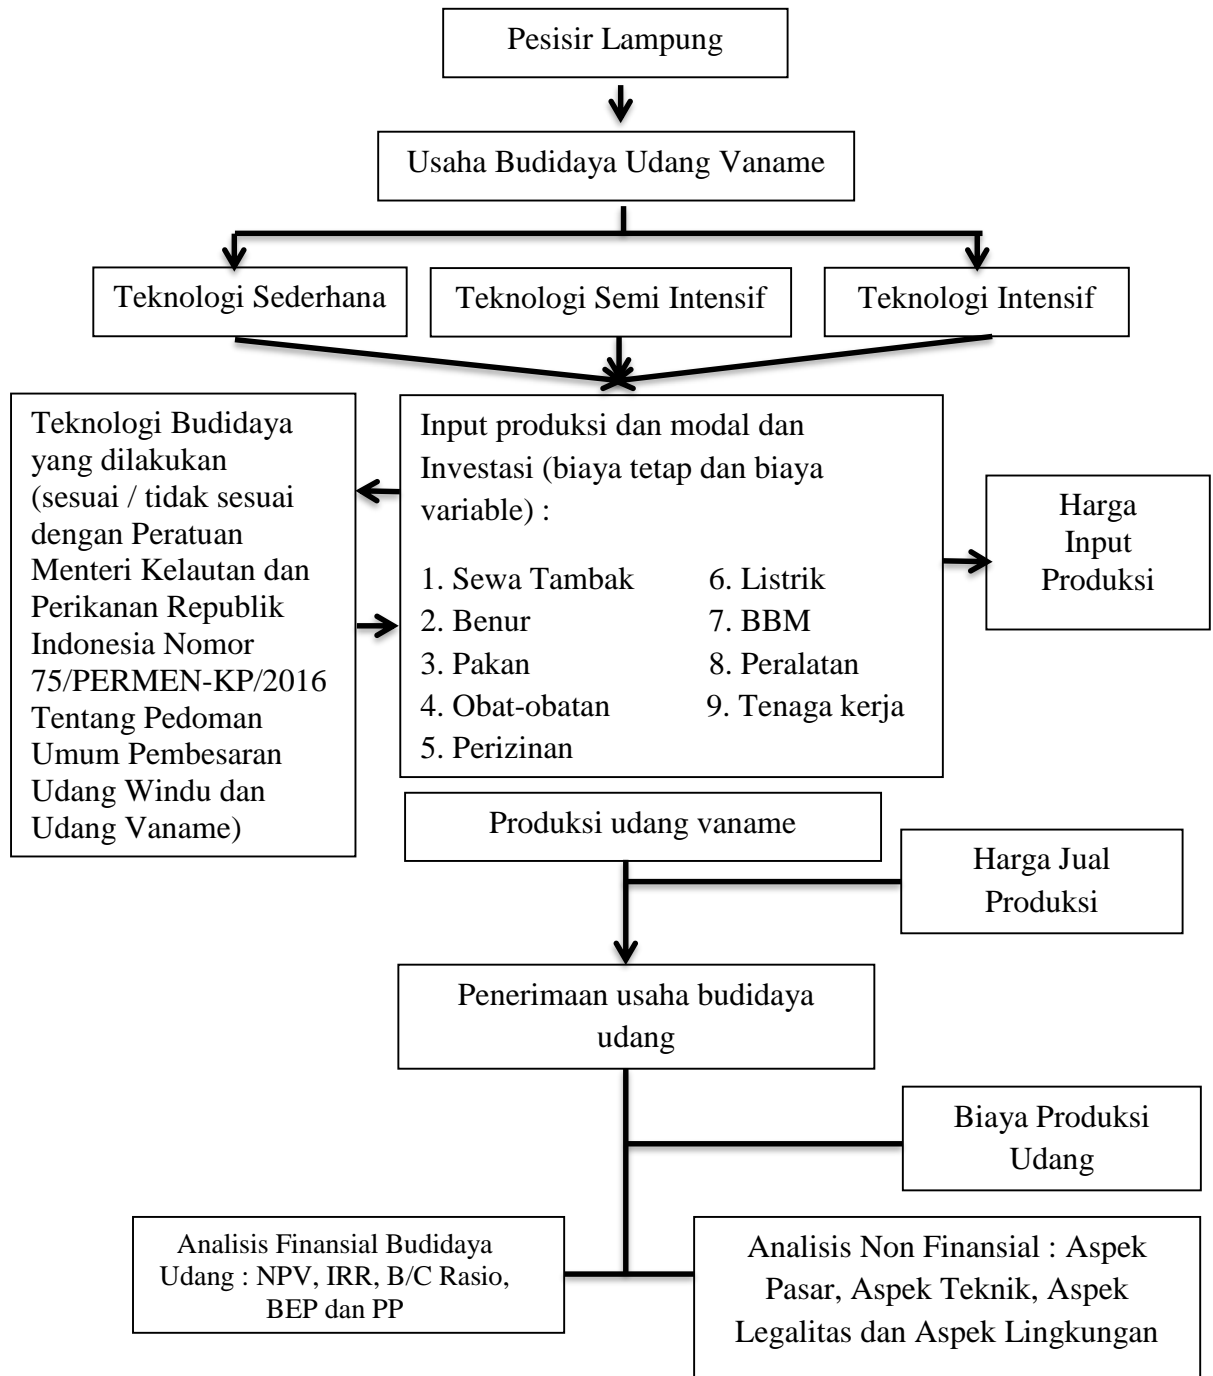 Pesisir Lampung
Usaha Budidaya Udang Vaname
Teknologi Sederhana
Teknologi Semi Intensif
Teknologi Intensif
Teknologi Budidaya
yang dilakukan
(sesuai / tidak sesuai
dengan Peratuan
Menteri Kelautan dan
Perikanan Republik
Indonesia Nomor
75/PERMEN-KP/2016
Tentang Pedoman
Umum Pembesaran
Udang Windu dan
Udang Vaname)
Input produksi dan modal dan
Investasi (biaya tetap dan biaya
variable) :
1. Sewa Tambak
2. Benur
3. Pakan
4. Obat-obatan
5. Perizinan
6. Listrik
7. BBM
8. Peralatan
9. Tenaga kerja
Harga
Input
Produksi
Produksi udang vaname
Harga Jual
Produksi
Penerimaan usaha budidaya
udang
Biaya Produksi
Udang
Analisis Finansial Budidaya
Udang : NPV, IRR, B/C Rasio,
BEP dan PP
Analisis Non Finansial : Aspek
Pasar, Aspek Teknik, Aspek
Legalitas dan Aspek Lingkungan